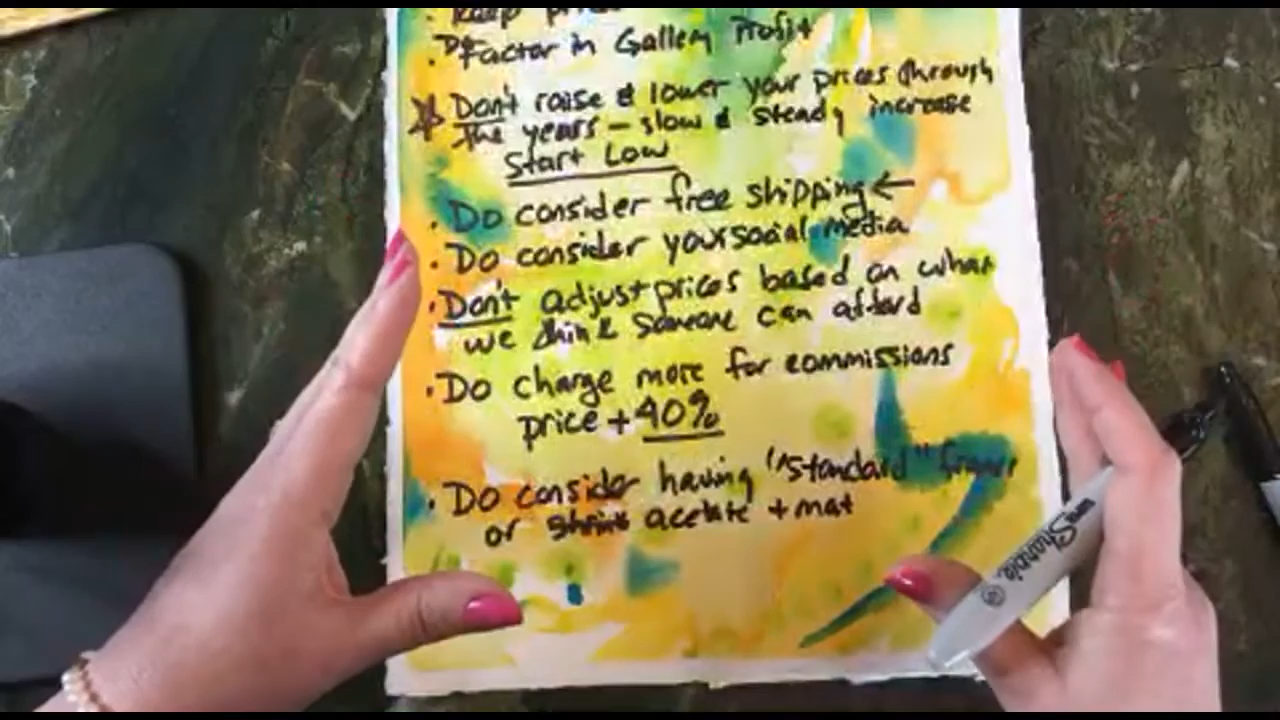 . Keep
. Do Factor in Gallery Profit
Don't raise & lower your prices through
the years - slow & steady increase
Start Low
. Do consider free shipping ←
. Do consider your social media
. Don't adjust prices based on what
we think someone can afford
. Do charge more for commissions
price + 40%
. Do consider having "standard" frames
or acetate + mat
Sharpie